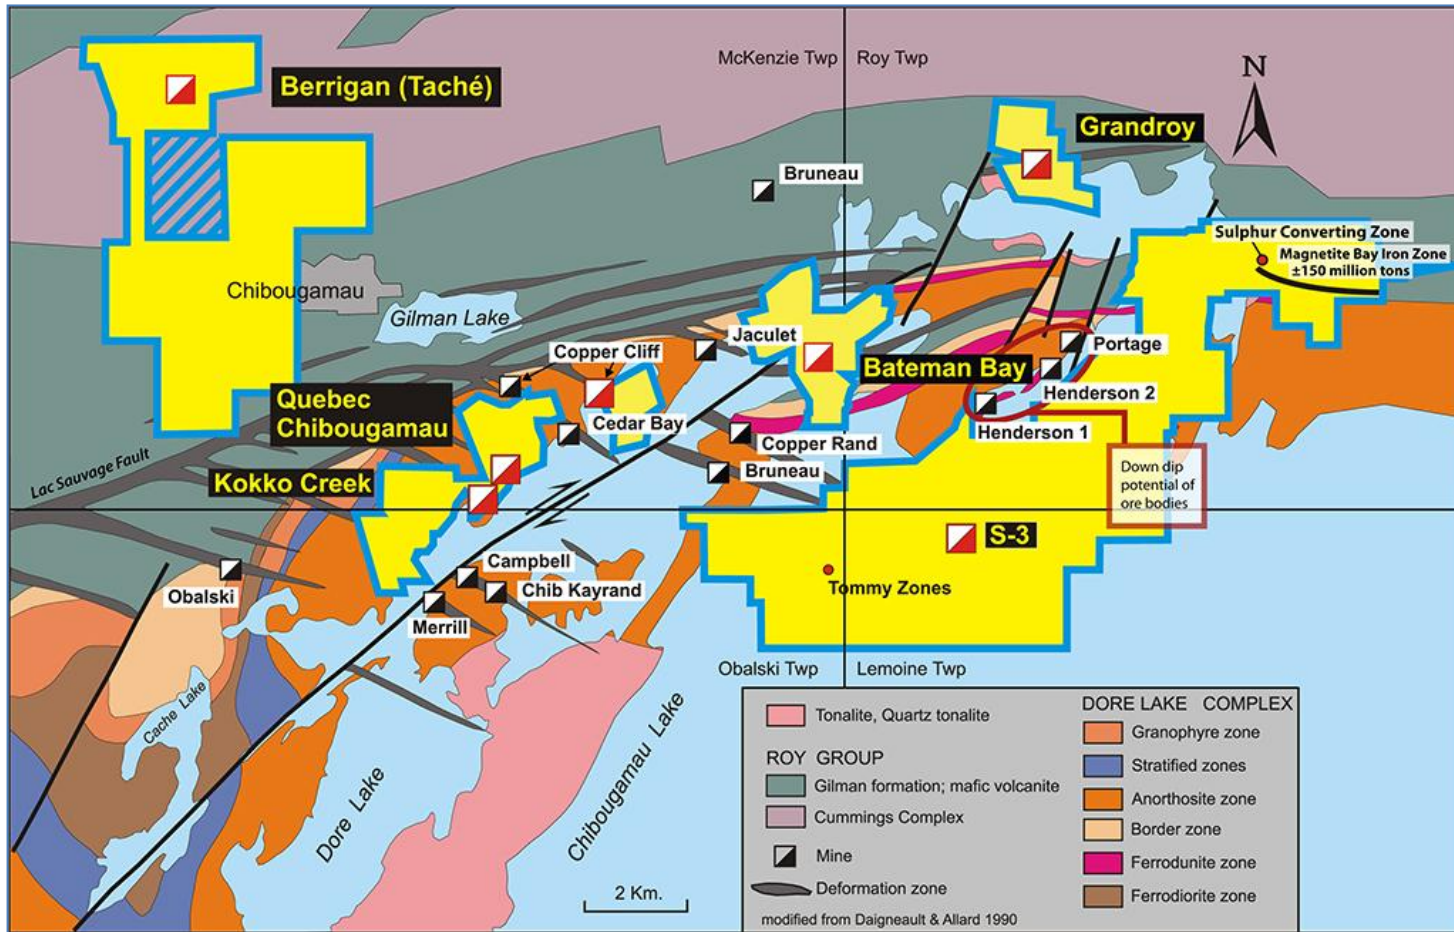 McKenzie Twp
Roy Twp
N
Berrigan (Taché)
Grandroy
Bruneau
Sulphur Converting Zone
Magnetite Bay Iron Zone
±150 million tons
Chibougamau
Gilman Lake
Jaculet
Portage
Copper Cliff
Bateman Bay
Henderson 2
Quebec
Chibougamau
Cedar Bay
Henderson 1
Copper Rand
Lac Sauvage Fault
Kokko Creek
Bruneau
Down dip
potential of
ore bodies
S-3
Campbell
Tommy Zones
Obalski
Chib Kayrand
Merrill
Obalski Twp
Lemoine Twp
Cache Lake
Dore Lake
Chibougamau Lake
2 Km.
Tonalite, Quartz tonalite
ROY GROUP
Gilman formation; mafic volcanite
Cummings Complex
Mine
Deformation zone
modified from Daigneault & Allard 1990
DORE LAKE COMPLEX
Granophyre zone
Stratified zones
Anorthosite zone
Border zone
Ferrodunite zone
Ferrodiorite zone